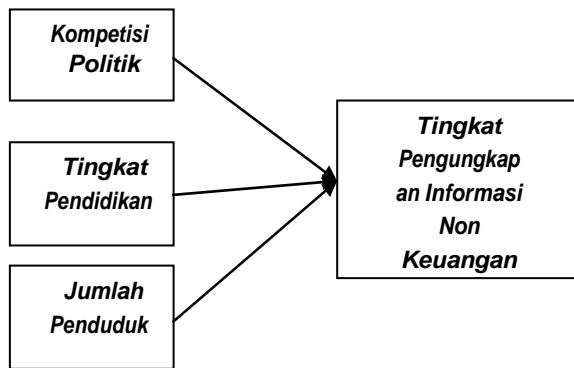 Kompetisi
Politik
Tingkat
Pendidikan
Jumlah
Penduduk
Tingkat
Pengungkap
an Informasi
Non
Keuangan